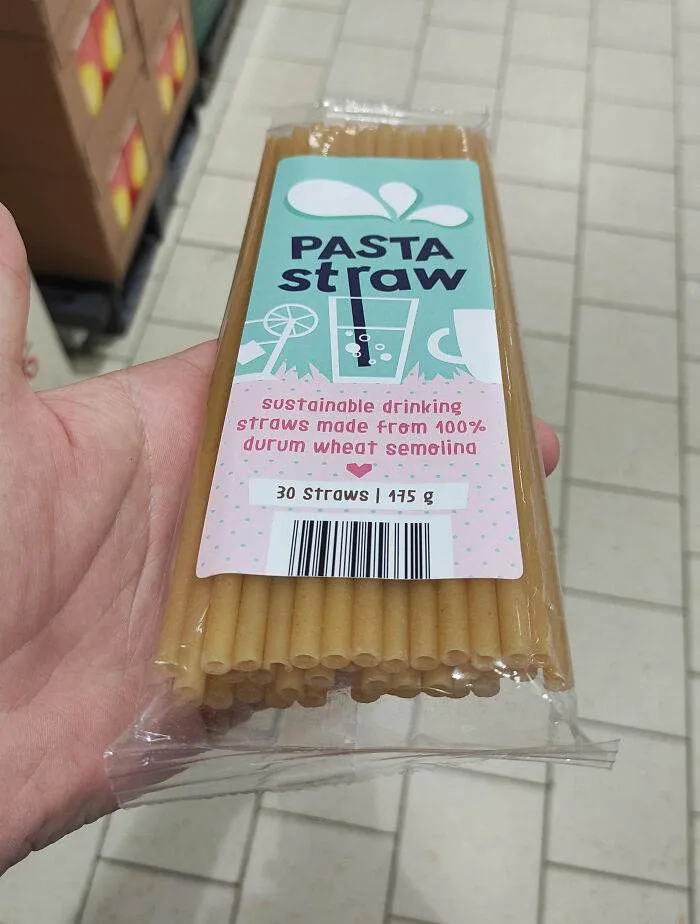 PASTA
straw
sustainable drinking
straws made from 100%
durum wheat semolina
30 Straws | 175 g